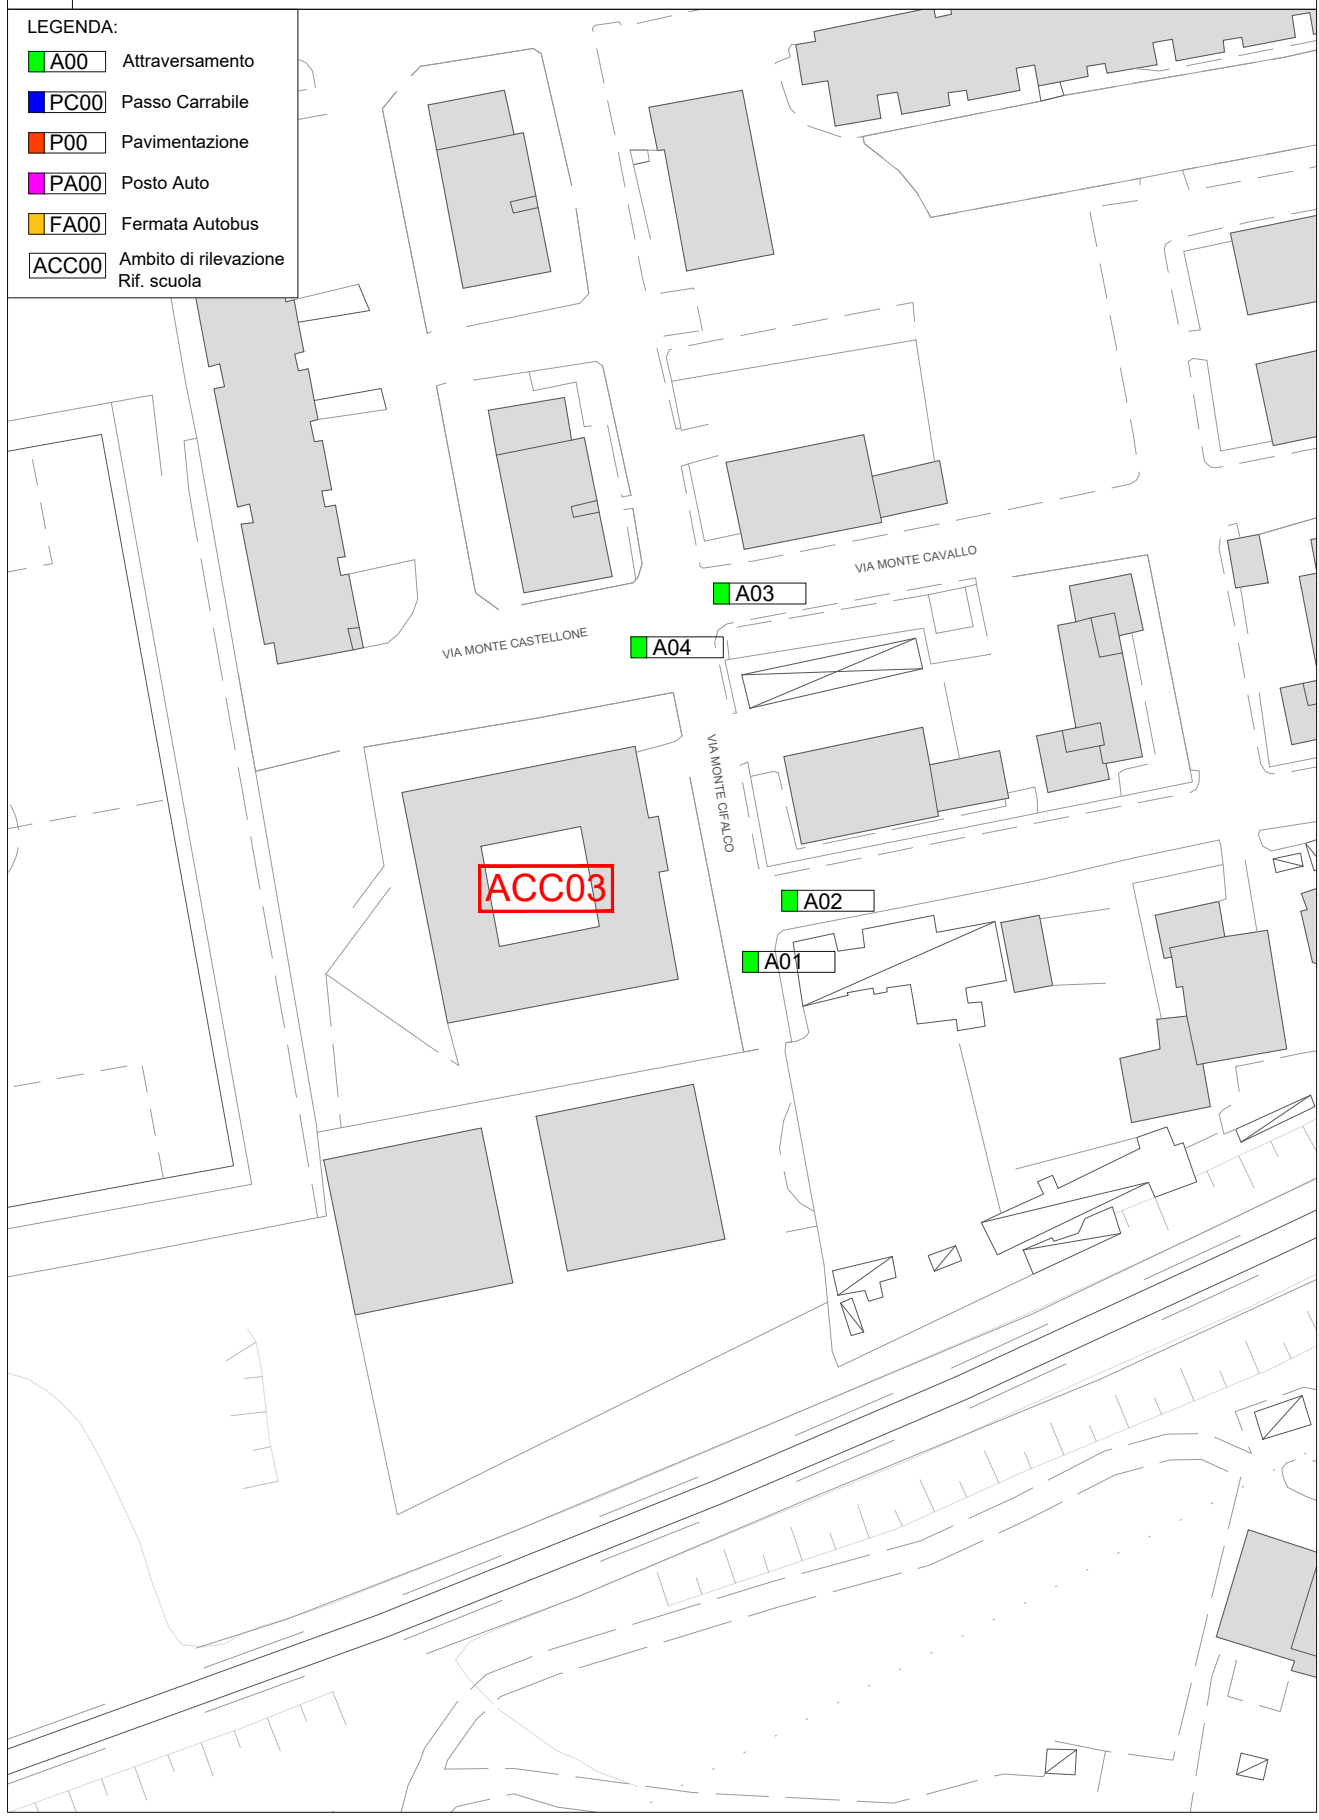 LEGENDA:
A00 Attraversamento
PC00 Passo Carrabile
P00 Pavimentazione
PA00 Posto Auto
FA00 Fermata Autobus
ACC00 Ambito di rilevazione
Rif. scuola
VIA MONTE CAVALLO
A03
VIA MONTE CASTELLONE
A04
VIA MONTE CIFALCO
ACC03
A02
A01